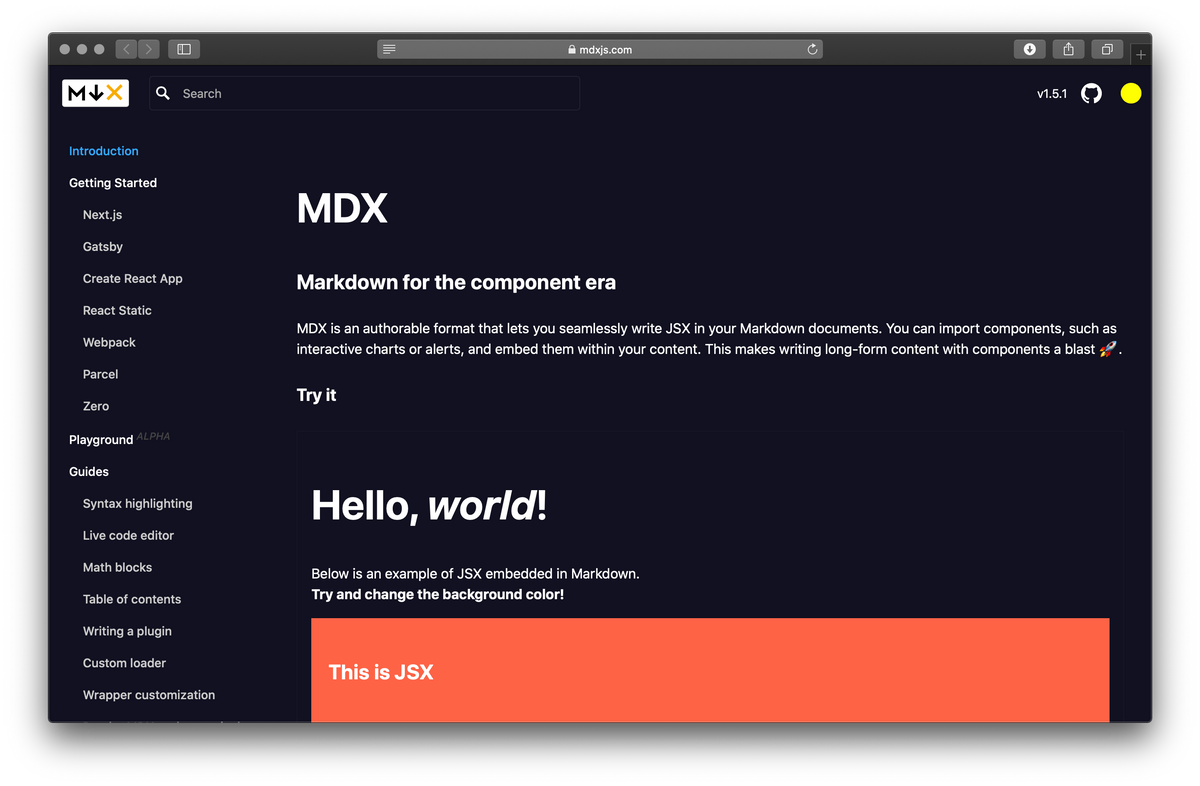 mdxjs.com
M↓X
Search
v1.5.1
Introduction
Getting Started
Next.js
Gatsby
Create React App
React Static
Webpack
Parcel
Zero
Playground ALPHA
Guides
Syntax highlighting
Live code editor
Math blocks
Table of contents
Writing a plugin
Custom loader
Wrapper customization
MDX
Markdown for the component era
MDX is an authorable format that lets you seamlessly write JSX in your Markdown documents. You can import components, such as
interactive charts or alerts, and embed them within your content. This makes writing long-form content with components a blast 🚀.
Try it
Hello, world!
Below is an example of JSX embedded in Markdown.
Try and change the background color!
This is JSX